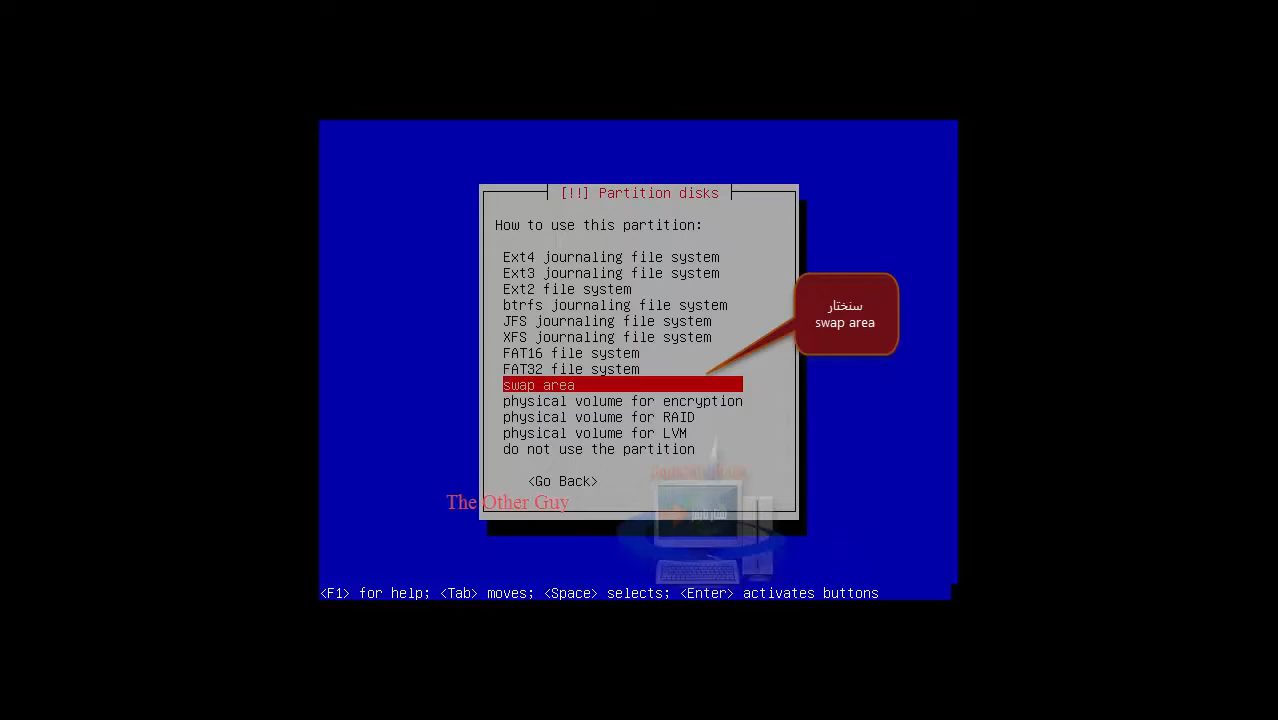 [!!] Partition disks
How to use this partition:
Ext4 journaling file system
Ext3 journaling file system
Ext2 file system
btrfs journaling file system
JFS journaling file system
XFS journaling file system
FAT16 file system
FAT32 file system
swap area
physical volume for encryption
physical volume for RAID
physical volume for LVM
do not use the partition
<Go Back>
سنختار
swap area
The Other Guy
<F1> for help; <Tab> moves; <Space> selects; <Enter> activates buttons